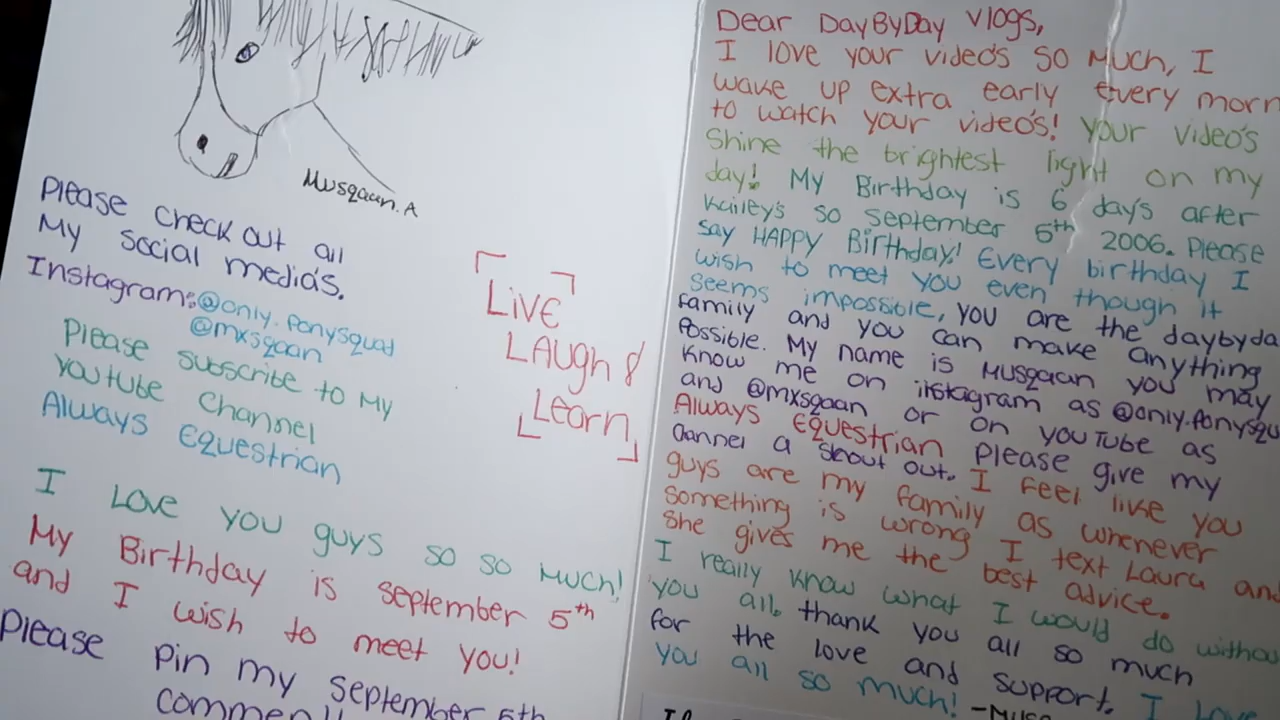 Musqaan.A
Please check out all
My social media's.
Instagram: @only.ponysquad
@mxsqaan
Please subscribe to My
YouTube Channel
Always Equestrian
I Love you guys so so much!
My Birthday is september 5th
and I wish to meet you!
Please pin my september 5th
Live
Laugh &
Learn
Dear DayByDay Vlogs,
I love your video's so much, I
wake up extra early every morn
to watch your video's! Your video's
shine the brightest light on my
day! My Birthday is 6 day's after
Kailey's so september 5th 2006. Please
say HAPPY Birthday! Every birthday I
wish to meet you even though it
seems impossible, you are the daybyda
family and you can make anything
possible. My name is Musqaan you may
know me on instagram as @only.ponysqu
and @mxsqaan or on YouTube as
Always Equestrian Please give my
channel a shout out. I feel like you
guys are my family as whenever
something is wrong I text Laura and
she gives me the best advice.
I really know what I would do withou
you all. thank you all so much
for the love and support. I Love
you all so much!